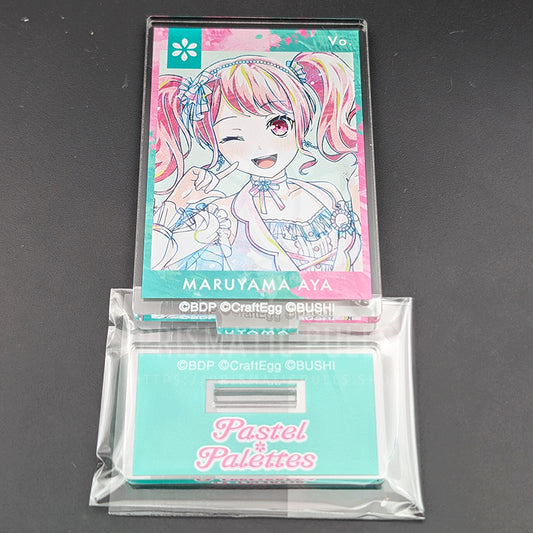 Vo.
MARUYAMA AYA
©BDP ©CraftEgg ©BUSHI
©BDP ©CraftEgg ©BUSHI
Pastel
Palettes